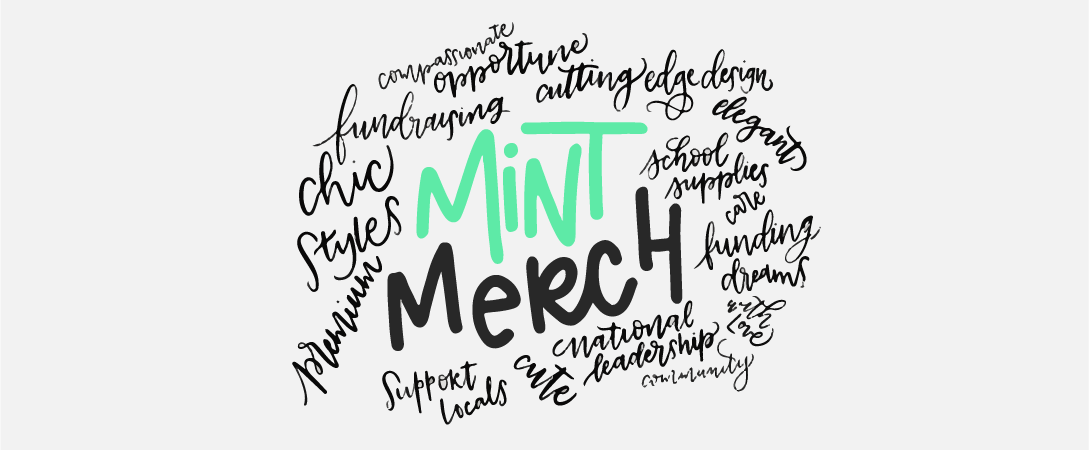 compassionate
opportune
cutting edge design
fundraising
elegant
MiNT
chic
school
supplies
styles
care
MeRCH
funding
dreams
premium
with
love
national
leadership
cute
community
Support
locals